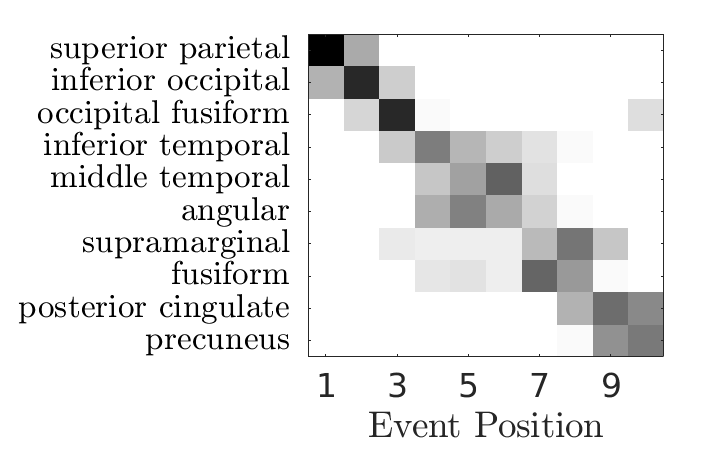 superior parietal
inferior occipital
occipital fusiform
inferior temporal
middle temporal
angular
supramarginal
fusiform
posterior cingulate
precuneus
1 3 5 7 9
Event Position